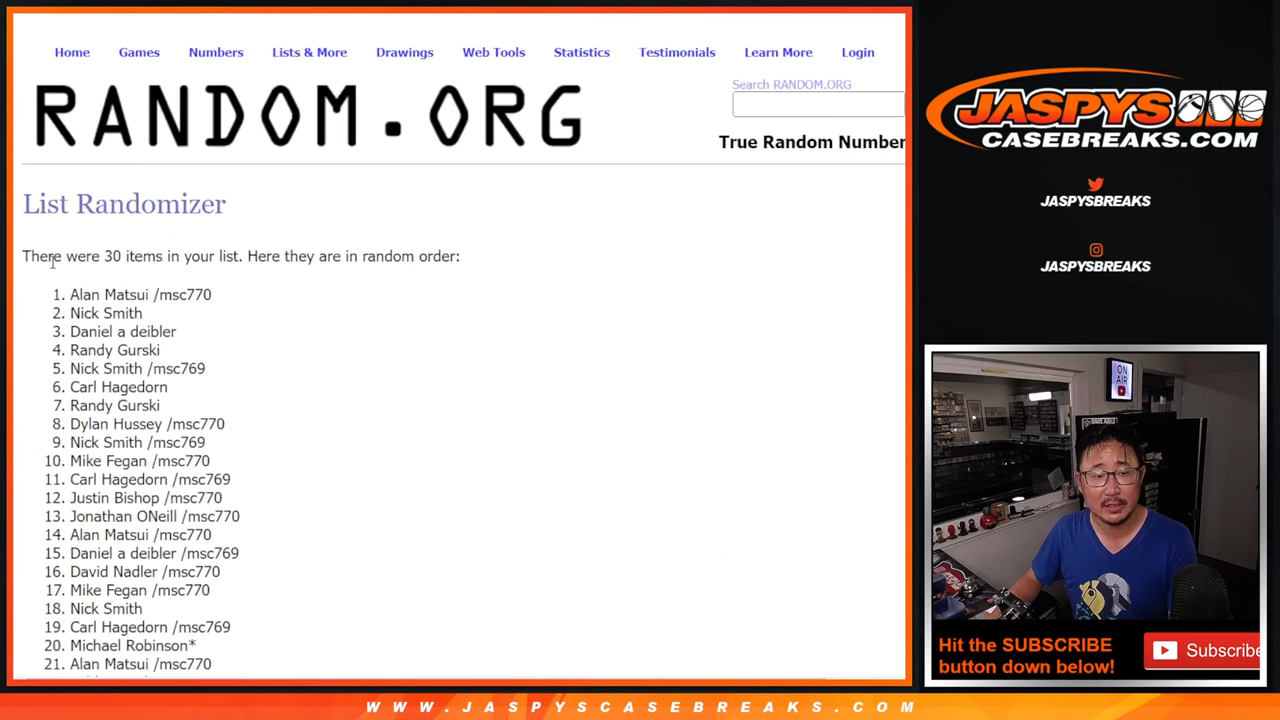 Home Games Numbers Lists & More Drawings Web Tools Statistics Testimonials Learn More Login
RANDOM.ORG
Search RANDOM.ORG
True Random Number
List Randomizer
There were 30 items in your list. Here they are in random order:
1. Alan Matsui /msc770
2. Nick Smith
3. Daniel a deibler
4. Randy Gurski
5. Nick Smith /msc769
6. Carl Hagedorn
7. Randy Gurski
8. Dylan Hussey /msc770
9. Nick Smith /msc769
10. Mike Fegan /msc770
11. Carl Hagedorn /msc769
12. Justin Bishop /msc770
13. Jonathan ONeill /msc770
14. Alan Matsui /msc770
15. Daniel a deibler /msc769
16. David Nadler /msc770
17. Mike Fegan /msc770
18. Nick Smith
19. Carl Hagedorn /msc769
20. Michael Robinson*
21. Alan Matsui /msc770
JASPYS
CASEBREAKS.COM
JASPYSBREAKS
JASPYSBREAKS
ON
AIR
Hit the SUBSCRIBE
button down below!
Subscribe
WWW.JASPYSCASEBREAKS.COM